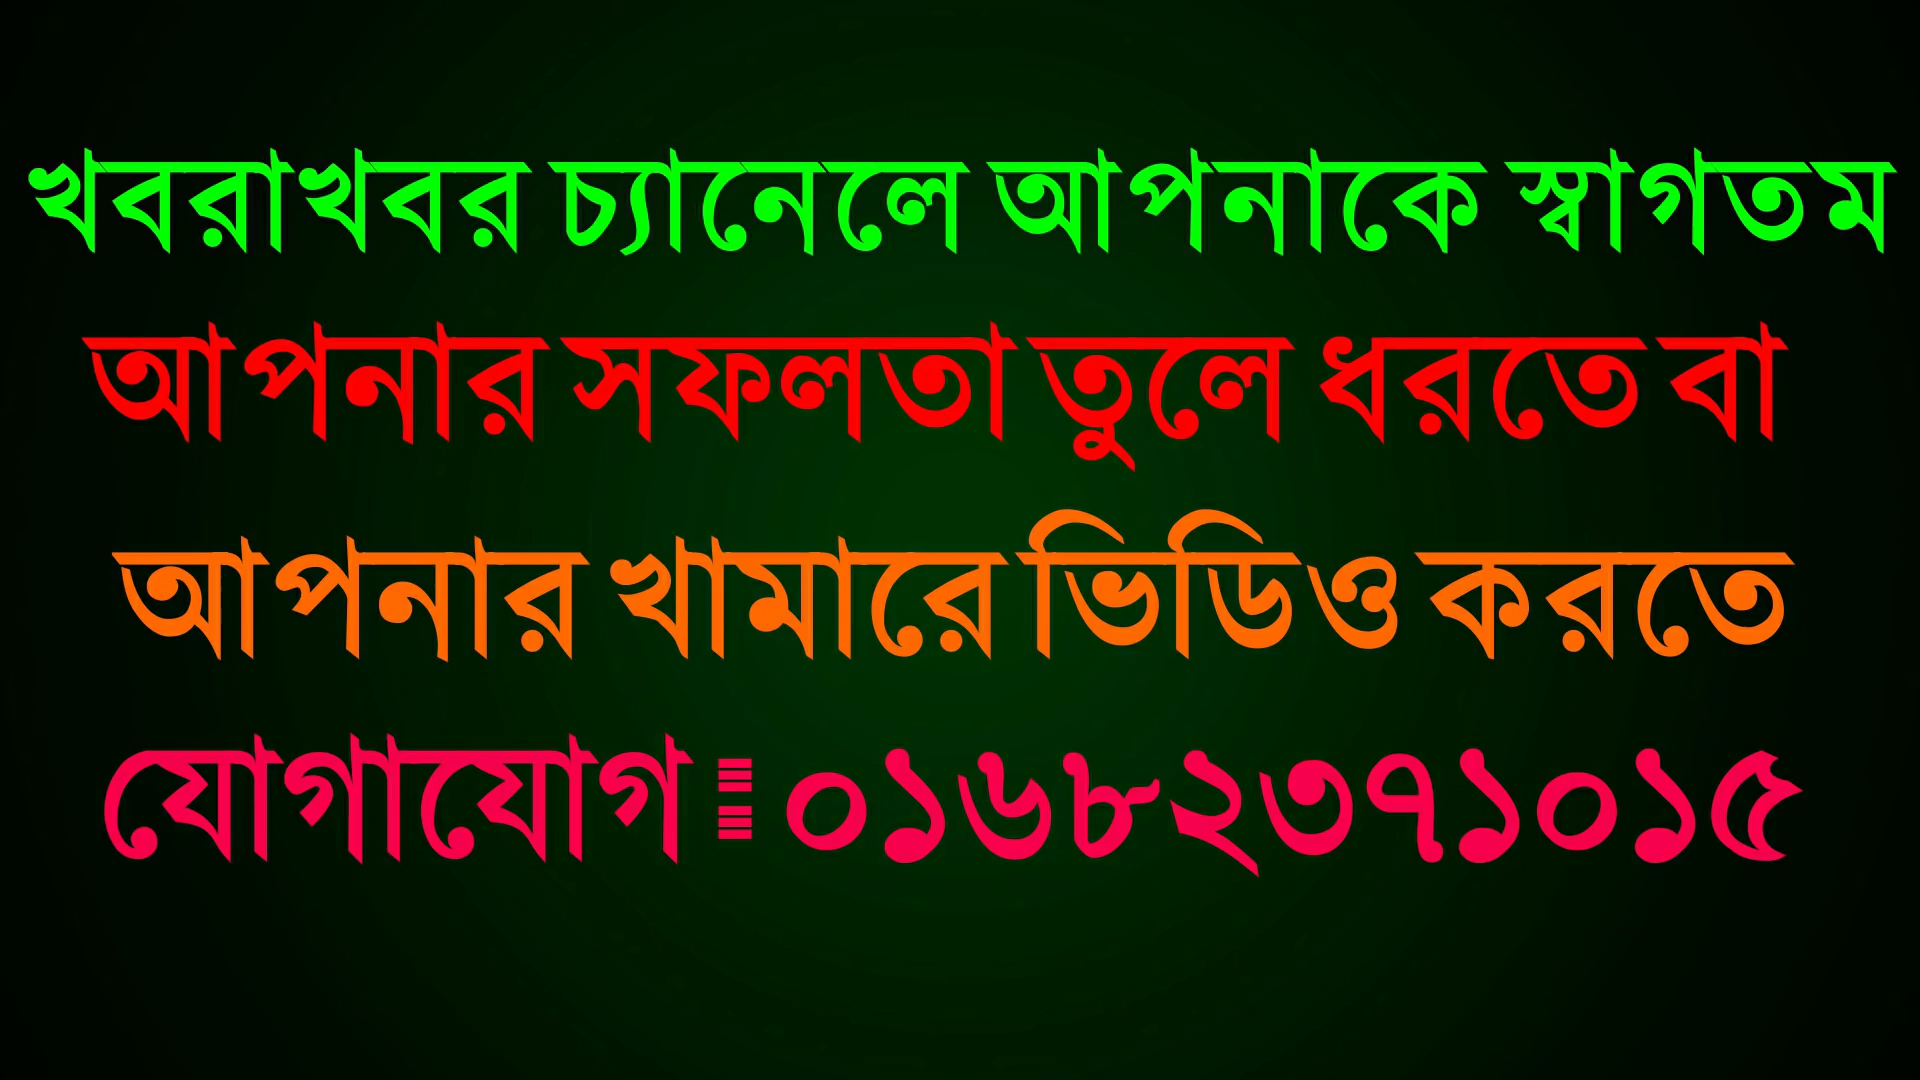 খবরাখবর চ্যানেলে আপনাকে স্বাগতম
আপনার সফলতা তুলে ধরতে বা
আপনার খামারে ভিডিও করতে
যোগাযোগ : ০১৬৮২৩৭১০১৫